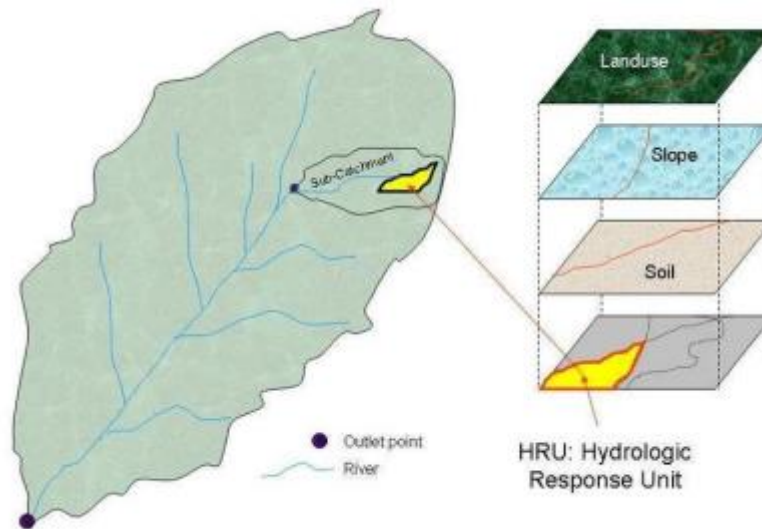 Landuse
Slope
Sub-Catchment
Soil
Outlet point
River
HRU: Hydrologic
Response Unit